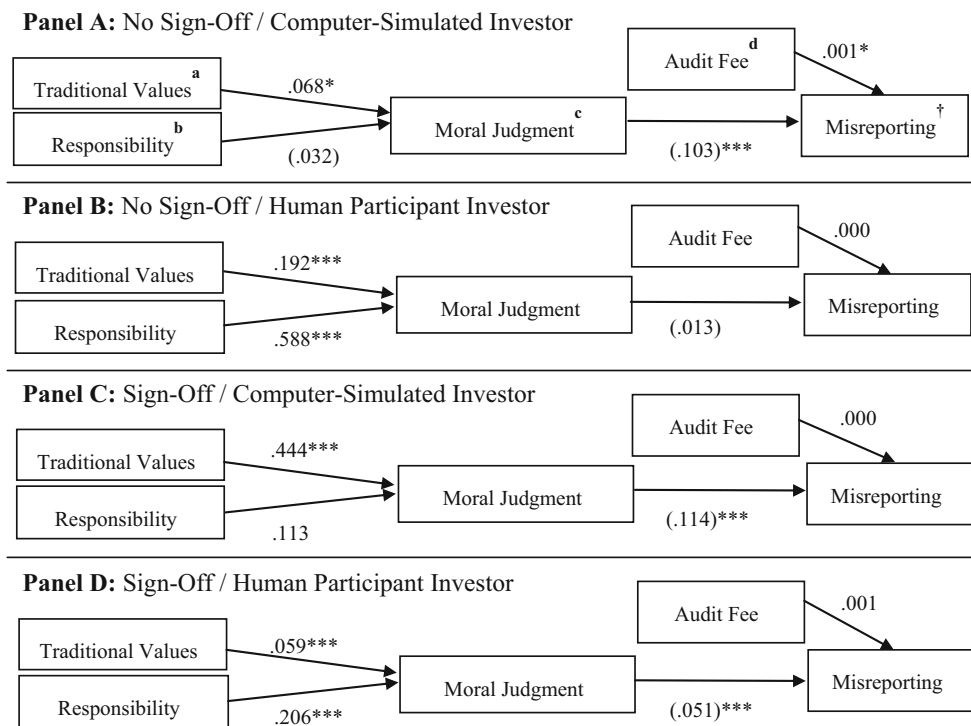 Panel A: No Sign-Off / Computer-Simulated Investor
Audit Fee d
.001*
Traditional Values a
.068*
Responsibility b
(.032)
Moral Judgment c
(.103)***
Misreporting †
Panel B: No Sign-Off / Human Participant Investor
Audit Fee
.000
Traditional Values
.192***
Responsibility
.588***
Moral Judgment
(.013)
Misreporting
Panel C: Sign-Off / Computer-Simulated Investor
Audit Fee
.000
Traditional Values
.444***
Responsibility
.113
Moral Judgment
(.114)***
Misreporting
Panel D: Sign-Off / Human Participant Investor
Audit Fee
.001
Traditional Values
.059***
Responsibility
.206***
Moral Judgment
(.051)***
Misreporting